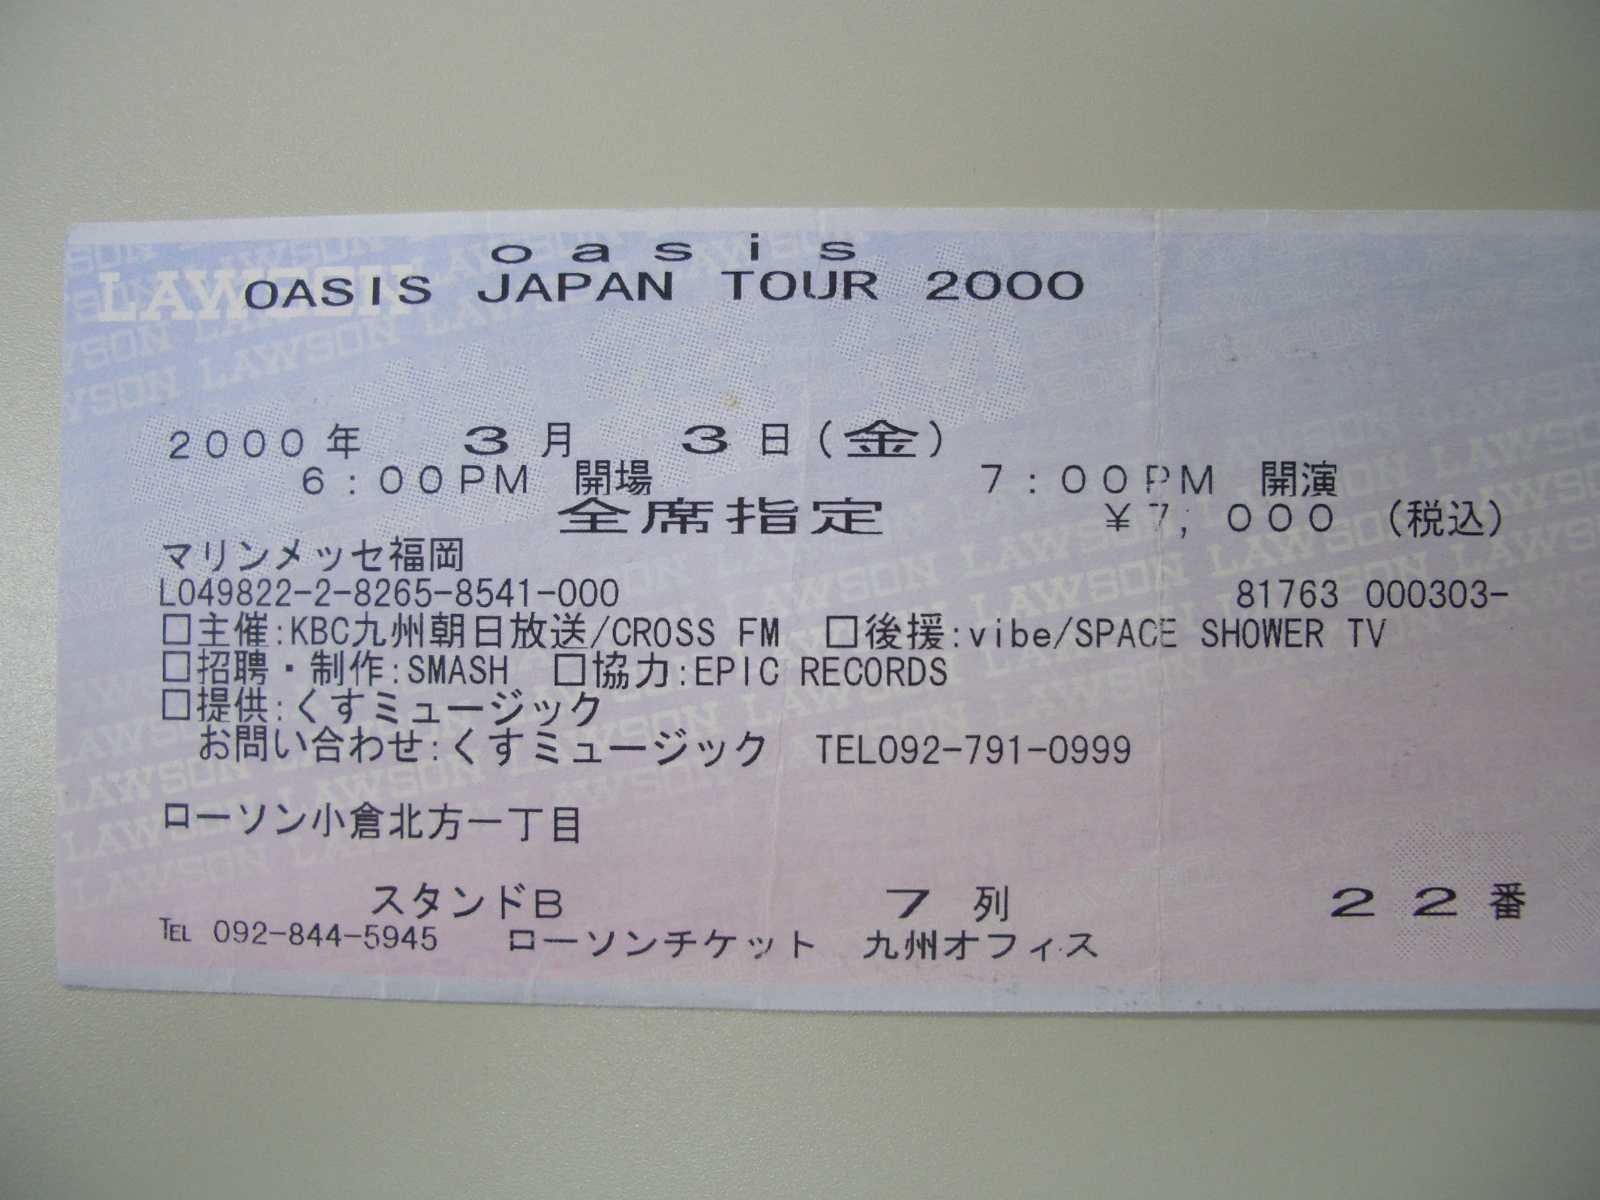 LAWSON
oasis
OASIS JAPAN TOUR 2000
2000年 3月 3日(金)
6:00PM 開場 7:00PM 開演
全席指定 ¥7,000 (税込)
マリンメッセ福岡
L049822-2-8265-8541-000 81763 000303-
□主催:KBC九州朝日放送/CROSS FM □後援:vibe/SPACE SHOWER TV
□招聘・制作:SMASH □協力:EPIC RECORDS
□提供:くすミュージック
お問い合わせ:くすミュージック TEL092-791-0999
ローソン小倉北方一丁目
スタンドB 7列 22番
TEL 092-844-5945 ローソンチケット 九州オフィス